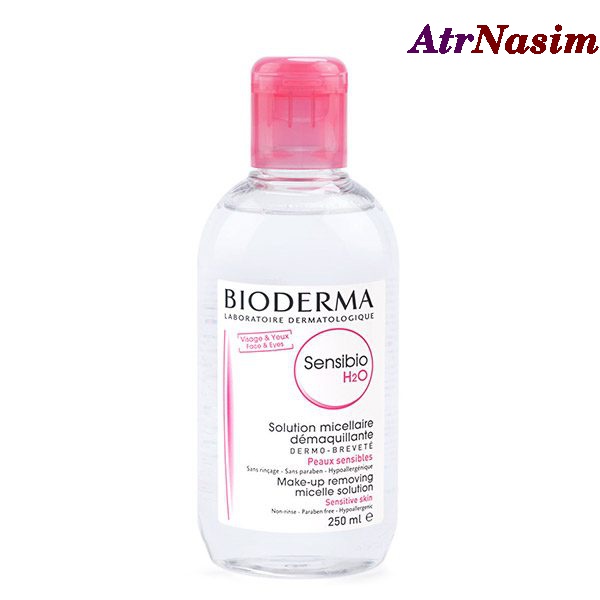 AtrNasim
BIODERMA
LABORATOIRE DERMATOLOGIQUE
Visage & Yeux
Face & Eyes
Sensibio
H2O
Solution micellaire
démaquillante
DERMO-BREVETÉ
Peaux sensibles
Sans rinçage - Sans paraben - Hypoallergénique
Make-up removing
micelle solution
Sensitive skin
Non-rinse - Paraben free - Hypoallergenic
250 ml e